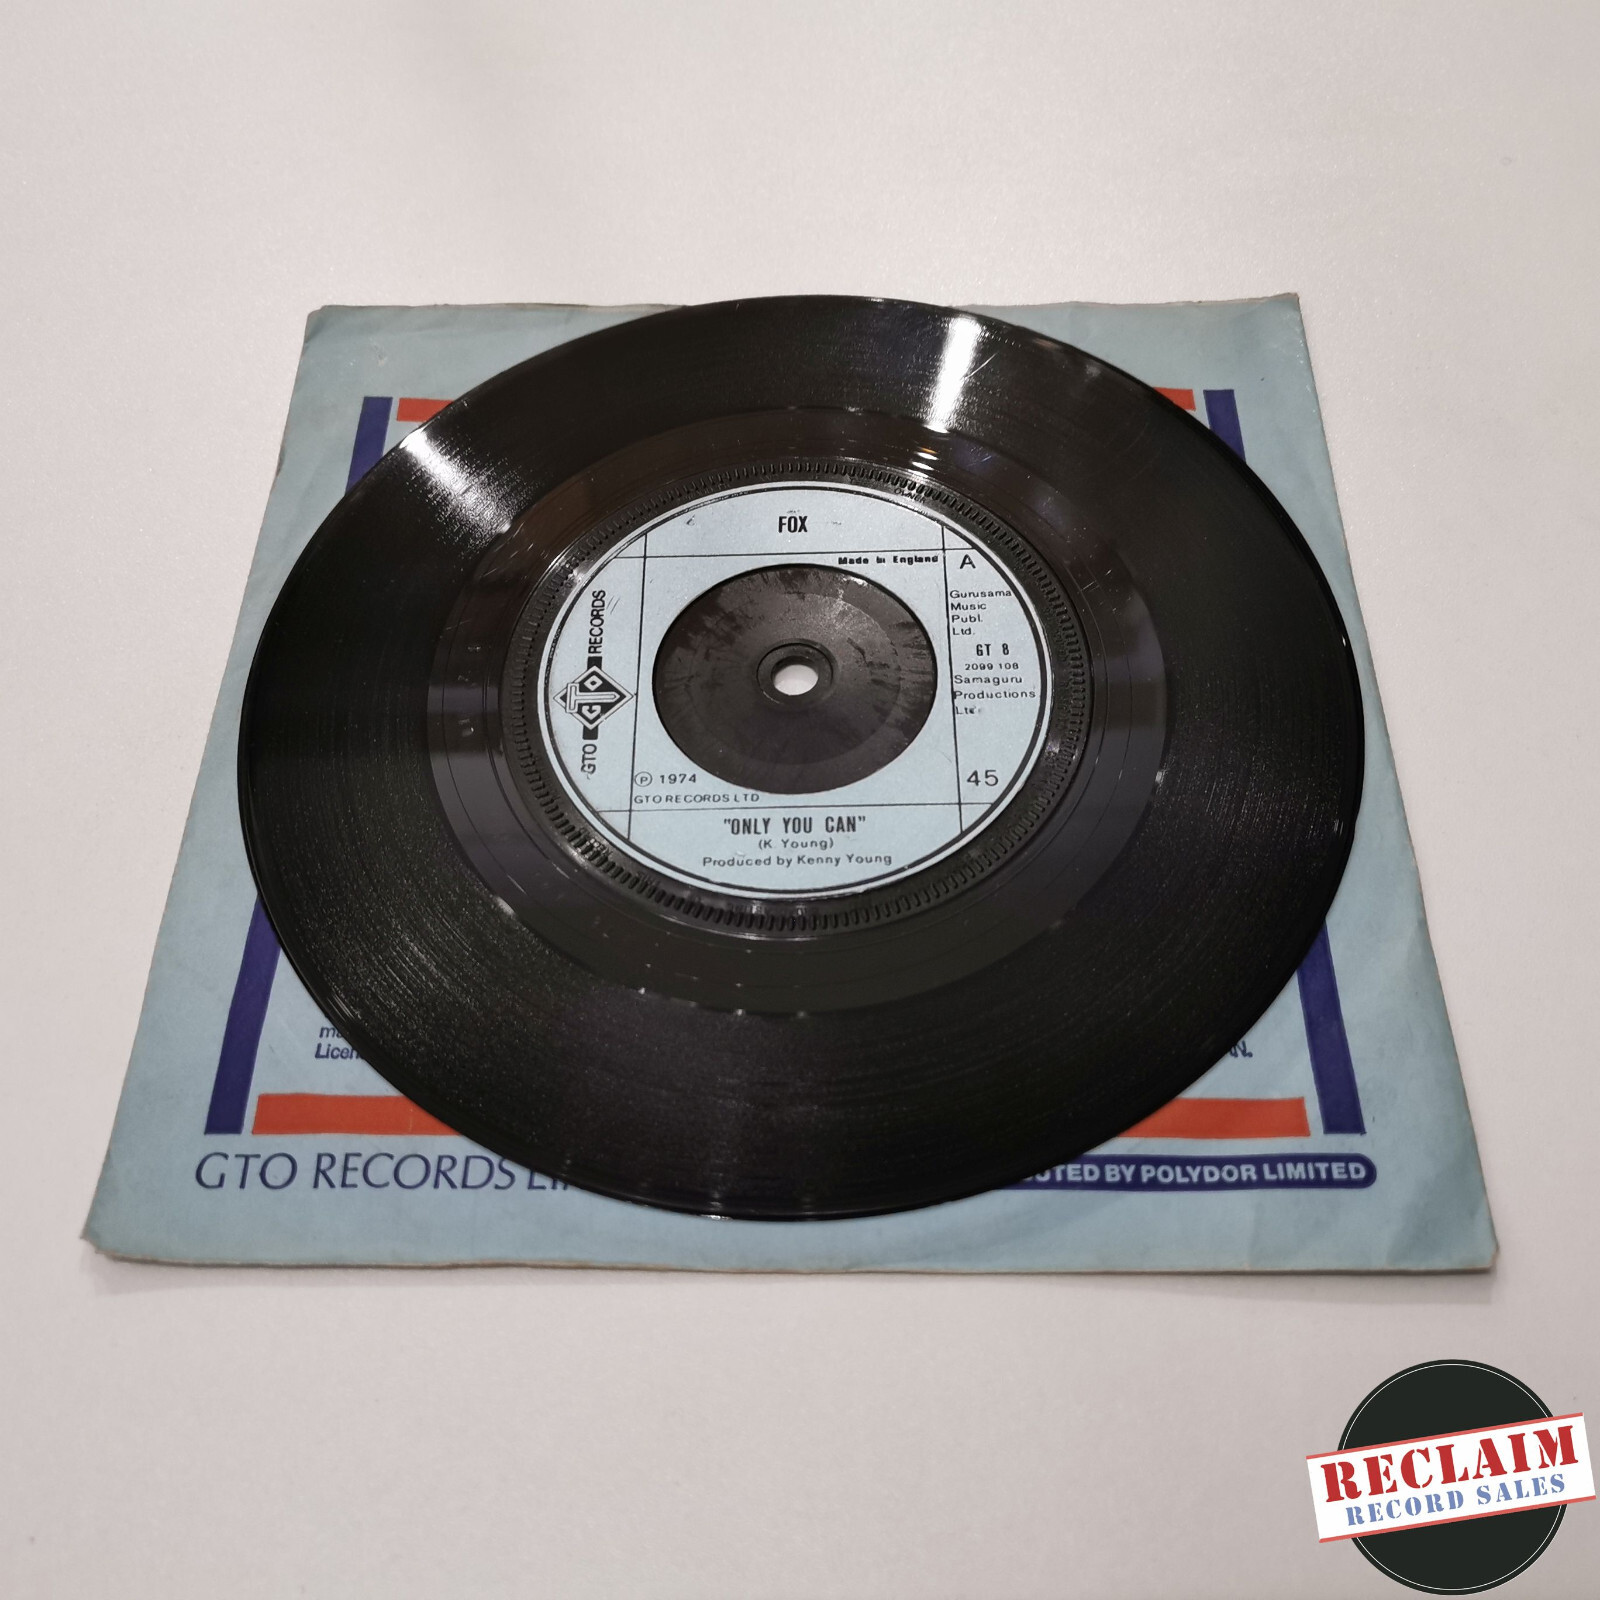 FOX
Made in England
A
Gurusama
Music
Publ.
Ltd.
GT 8
2099 108
Samaguru
Productions
45
GTO GTO RECORDS
Ⓟ 1974
GTO RECORDS LTD
"ONLY YOU CAN"
(K. Young)
Produced by Kenny Young
GTO RECORDS
BY POLYDOR LIMITED
RECLAIM
RECORD SALES